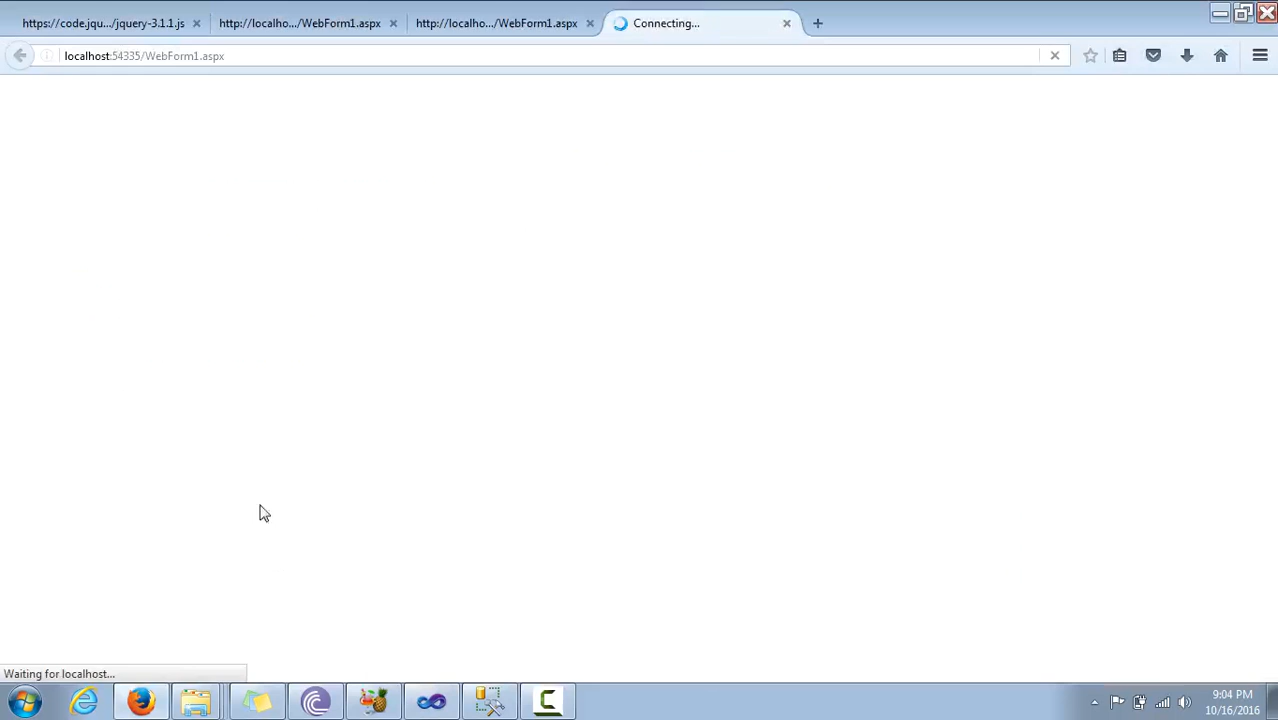 https://code.jqu.../jquery-3.1.1.js
http://localho.../WebForm1.aspx
http://localho.../WebForm1.aspx
Connecting...
localhost:54335/WebForm1.aspx
Waiting for localhost...
9:04 PM
10/16/2016